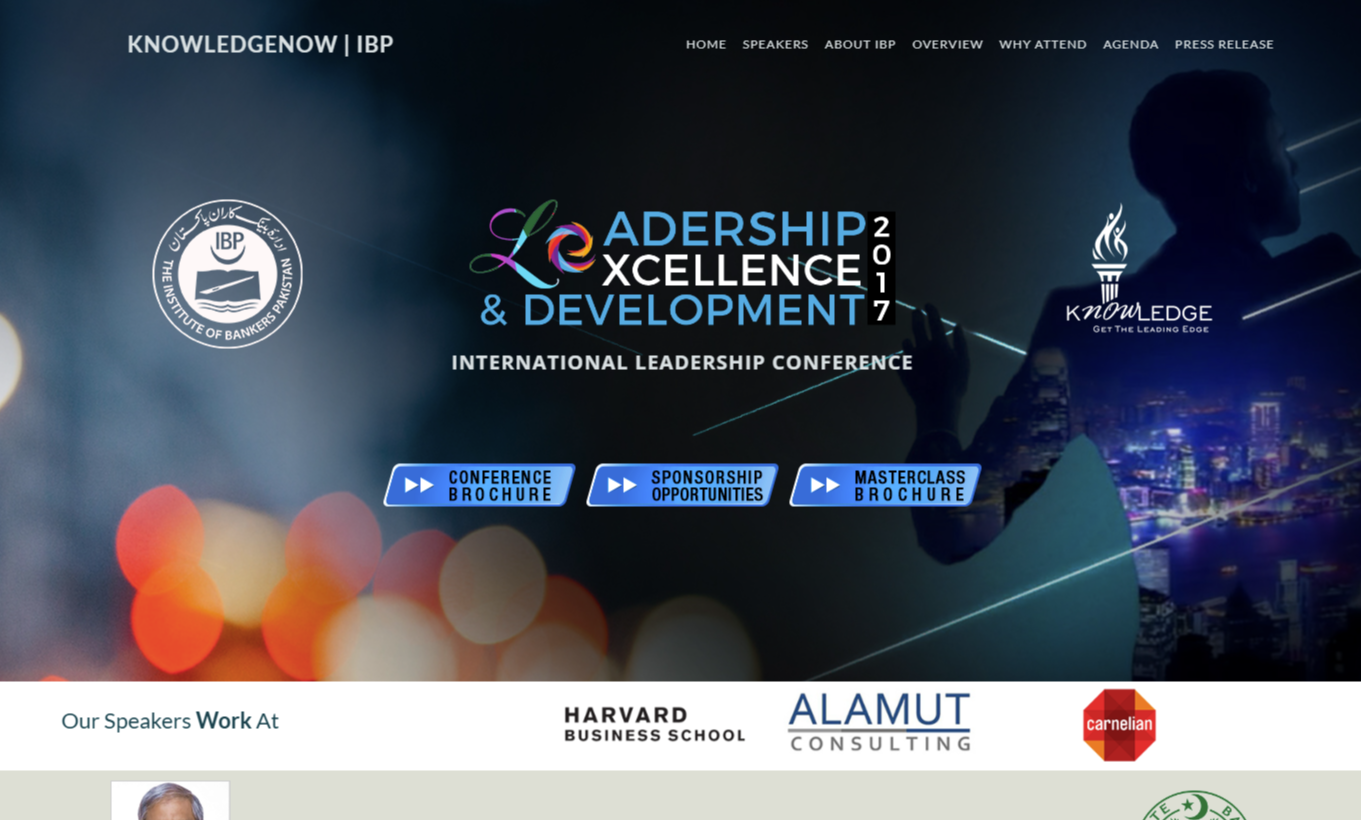 KNOWLEDGENOW | IBP
HOME SPEAKERS ABOUT IBP OVERVIEW WHY ATTEND AGENDA PRESS RELEASE
ادارہ بینکاران پاکستان
IBP
THE INSTITUTE OF BANKERS PAKISTAN
LeADERSHIP
XCELLENCE
& DEVELOPMENT
2017
INTERNATIONAL LEADERSHIP CONFERENCE
KNOWLEDGE
GET THE LEADING EDGE
CONFERENCE
BROCHURE
SPONSORSHIP
OPPORTUNITIES
MASTERCLASS
BROCHURE
Our Speakers Work At
HARVARD
BUSINESS SCHOOL
ALAMUT
CONSULTING
carnelian